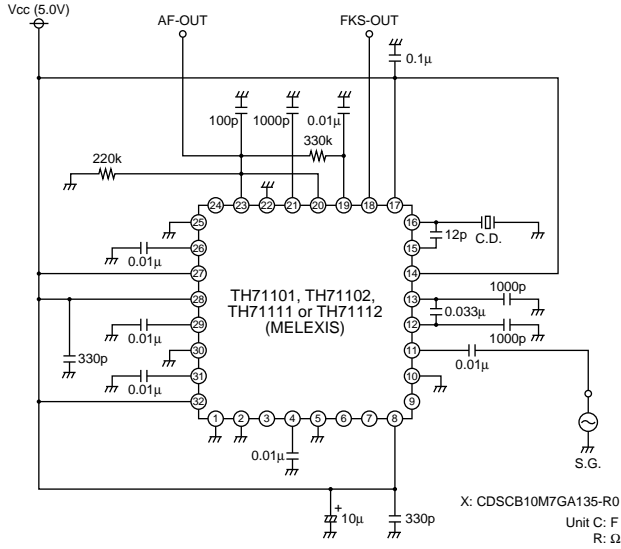 Vcc (5.0V)
AF-OUT
FKS-OUT
0.1μ
100p
1000p
0.01μ
330k
220k
24 23 22 21 20 19 18 17
25
16
12p
C.D.
26
15
0.01μ
27
14
TH71101, TH71102,
TH71111 or TH71112
(MELEXIS)
28
13
1000p
0.033μ
29
12
0.01μ
1000p
330p
30
11
0.01μ
31
10
0.01μ
32
9
1 2 3 4 5 6 7 8
0.01μ
S.G.
+
10μ
330p
X: CDSCB10M7GA135-R0
Unit C: F
R: Ω